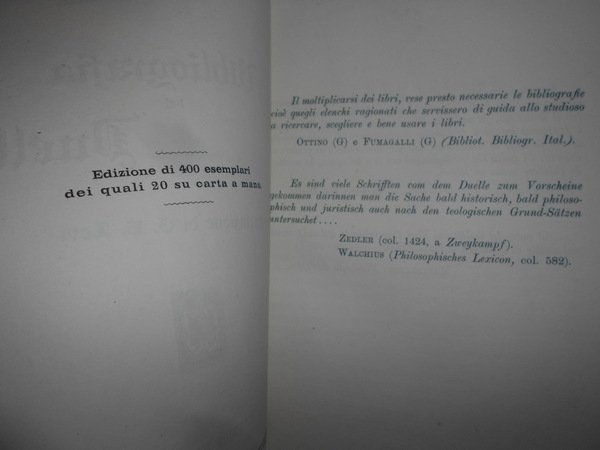 Edizione di 400 esemplari
dei quali 20 su carta a mano
Il moltiplicarsi dei libri, rese presto necessarie le bibliografie
cioè quegli elenchi ragionati che servissero di guida allo studioso
a ricercare, scegliere e bene usare i libri.
OTTINO (G) e FUMAGALLI (G) (Bibliot. Bibliogr. Ital.).
Es sind viele Schrifften vom dem Duelle zum Vorscheine
gekommen darinnen man die Sache bald historisch, bald philoso-
phisch und juristisch auch nach den teologischen Grund-Sätzen
untersuchet . . . .
ZEDLER (col. 1424, a Zweykampf).
WALCHIUS (Philosophisches Lexicon, col. 582).